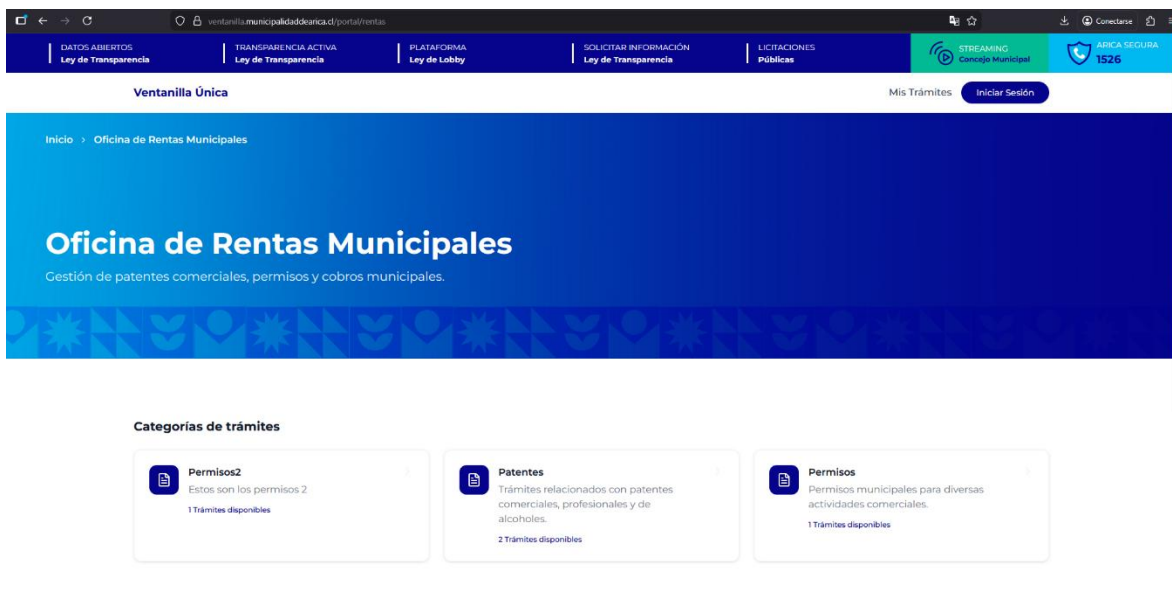 ventanilla.municipalidaddearica.cl/portal/rentas
Conectarse
DATOS ABIERTOS
Ley de Transparencia
TRANSPARENCIA ACTIVA
Ley de Transparencia
PLATAFORMA
Ley de Lobby
SOLICITAR INFORMACIÓN
Ley de Transparencia
LICITACIONES
Públicas
STREAMING
Concejo Municipal
ARICA SEGURA
1526
Ventanilla Única
Mis Trámites
Iniciar Sesión
Inicio > Oficina de Rentas Municipales
Oficina de Rentas Municipales
Gestión de patentes comerciales, permisos y cobros municipales.
Categorías de trámites
Permisos2
Estos son los permisos 2
1 Trámites disponibles
Patentes
Trámites relacionados con patentes
comerciales, profesionales y de
alcoholes.
2 Trámites disponibles
Permisos
Permisos municipales para diversas
actividades comerciales.
1 Trámites disponibles